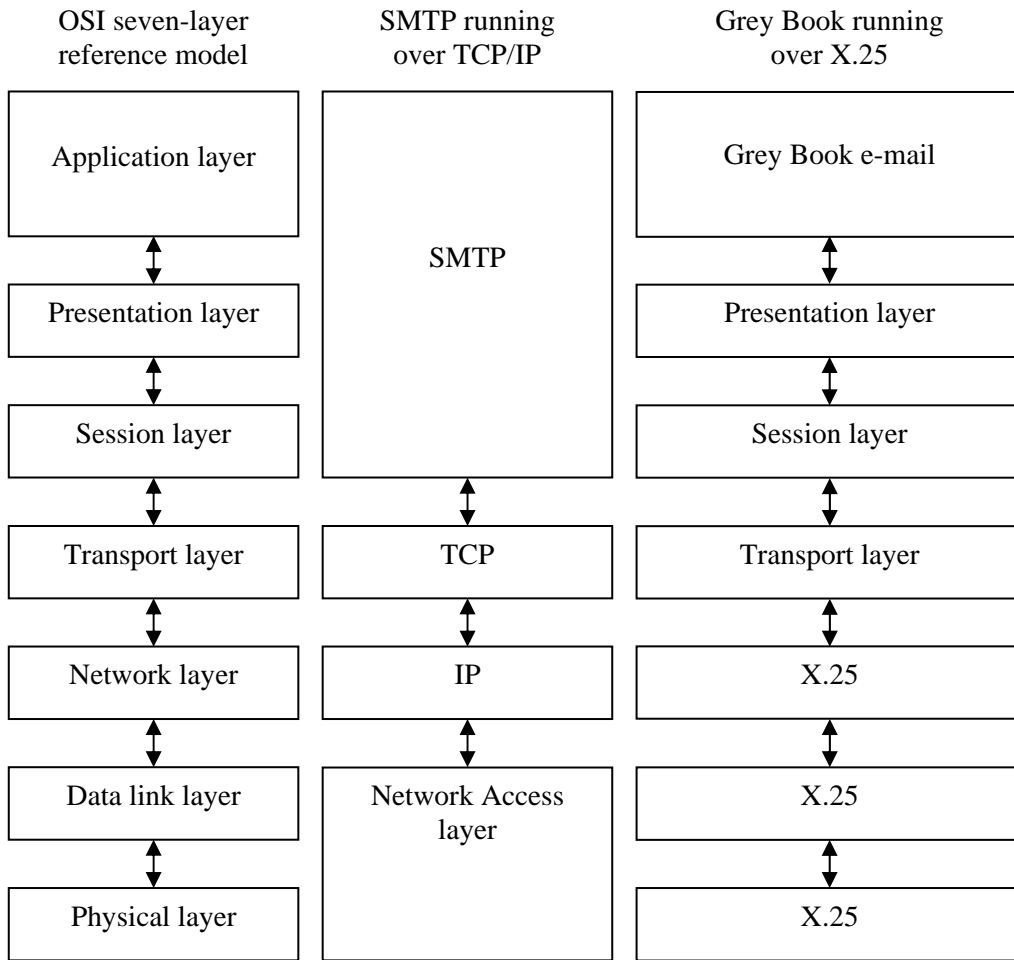 OSI seven-layer
reference model
SMTP running
over TCP/IP
Grey Book running
over X.25
Application layer
SMTP
Grey Book e-mail
Presentation layer
Presentation layer
Session layer
Session layer
Transport layer
TCP
Transport layer
Network layer
IP
X.25
Data link layer
Network Access
layer
X.25
Physical layer
X.25